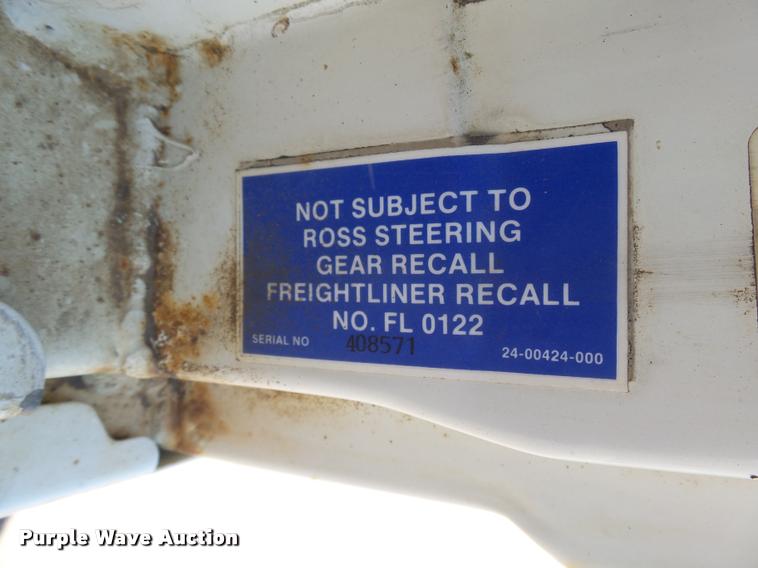 NOT SUBJECT TO
ROSS STEERING
GEAR RECALL
FREIGHTLINER RECALL
NO. FL 0122
SERIAL NO 408571 24-00424-000
Purple Wave Auction